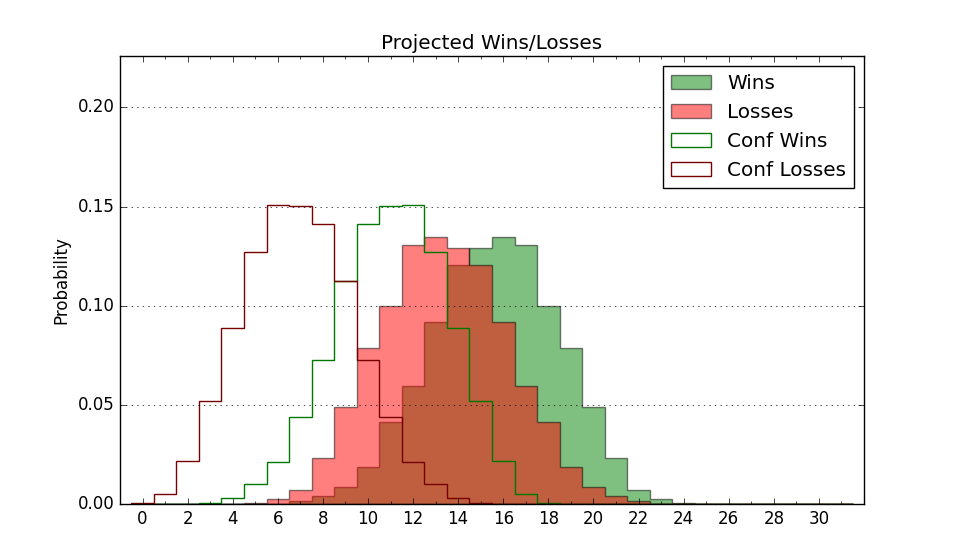 Projected Wins/Losses
Wins
Losses
Conf Wins
Conf Losses
Probability
0.20
0.15
0.10
0.05
0.00
0 2 4 6 8 10 12 14 16 18 20 22 24 26 28 30